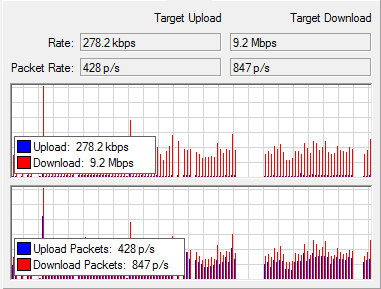 Target Upload Target Download
Rate: 278.2 kbps 9.2 Mbps
Packet Rate: 428 p/s 847 p/s
Upload: 278.2 kbps
Download: 9.2 Mbps
Upload Packets: 428 p/s
Download Packets: 847 p/s